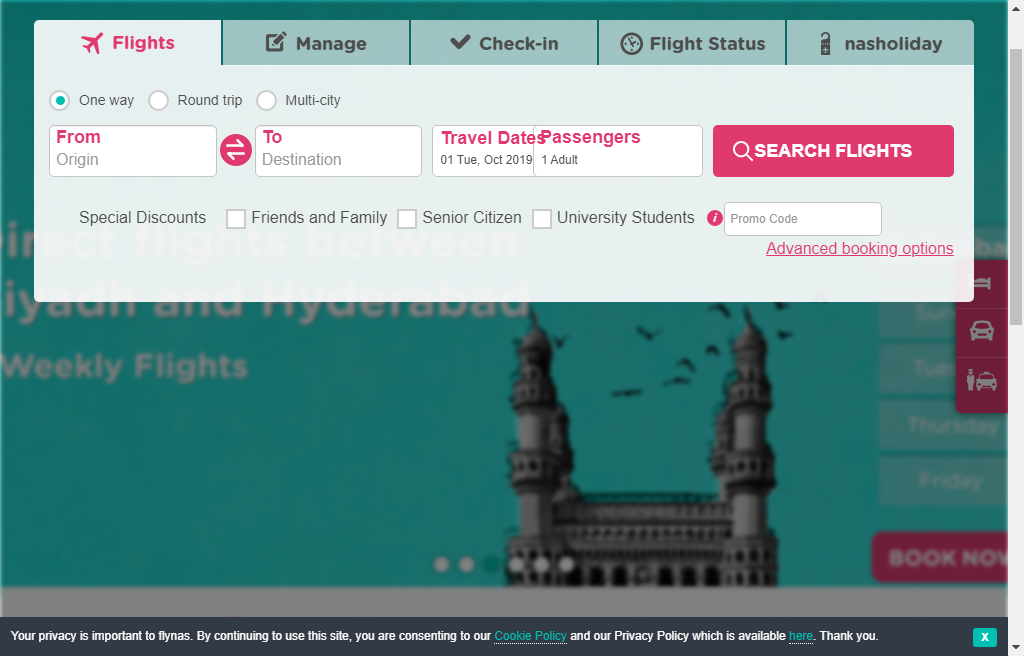 Flights
Manage
Check-in
Flight Status
nasholiday
One way
Round trip
Multi-city
From
Origin
To
Destination
Travel Dates
01 Tue, Oct 2019
Passengers
1 Adult
SEARCH FLIGHTS
Special Discounts
Friends and Family
Senior Citizen
University Students
i
Promo Code
Advanced booking options
irect flights between
iyadh and Hyderabad
Weekly Flights
Sun
Tues
Thursday
Friday
BOOK NOW
Your privacy is important to flynas. By continuing to use this site, you are consenting to our Cookie Policy and our Privacy Policy which is available here. Thank you.
X